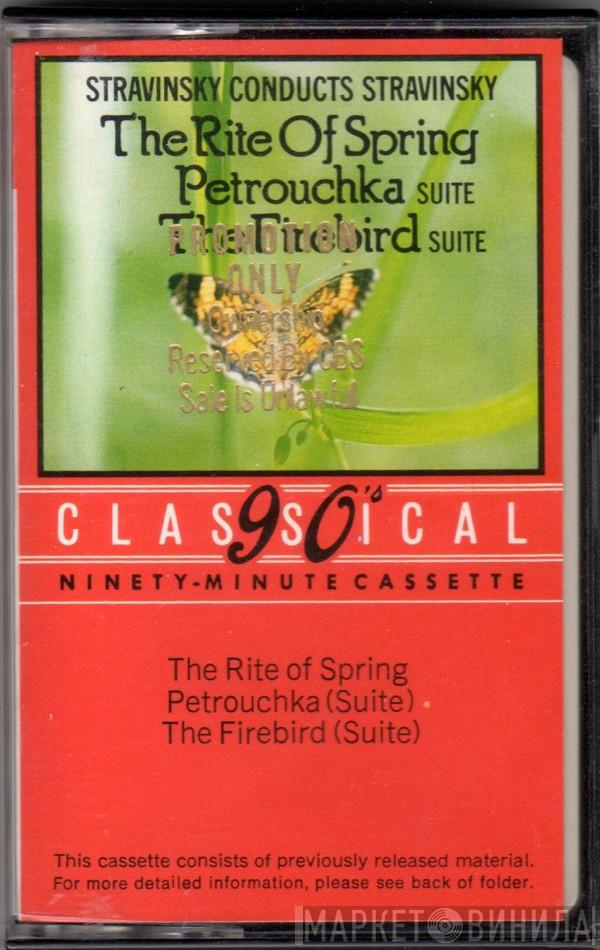 STRAVINSKY CONDUCTS STRAVINSKY
The Rite Of Spring
Petrouchka SUITE
The Firebird SUITE
PROMOTION
ONLY
Ownership
Reserved By CBS
Sale is Unlawful
CLASSICAL
90's
NINETY-MINUTE CASSETTE
The Rite of Spring
Petrouchka (Suite)
The Firebird (Suite)
This cassette consists of previously released material.
For more detailed information, please see back of folder.
МАРКЕТ ВИНИЛА